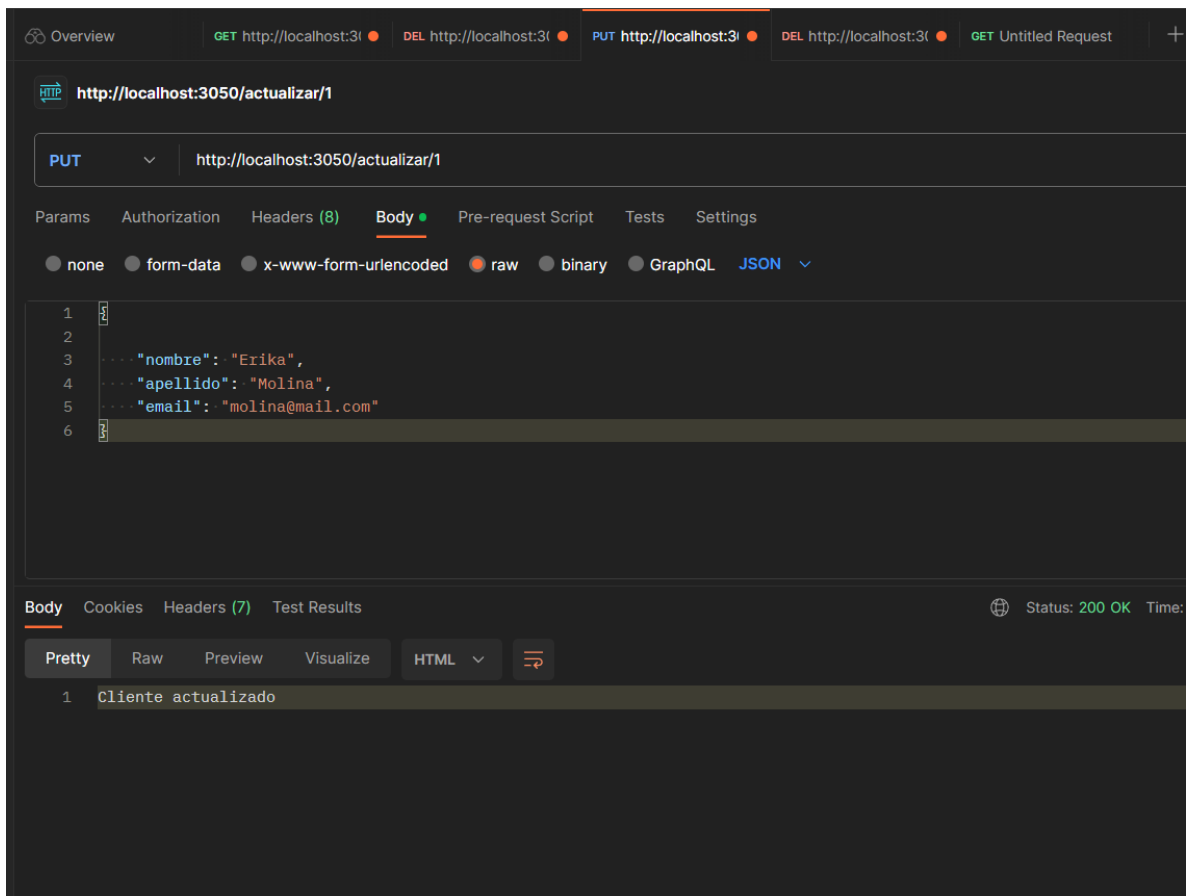 Overview GET http://localhost:3( DEL http://localhost:3( PUT http://localhost:3( DEL http://localhost:3( GET Untitled Request +
HTTP http://localhost:3050/actualizar/1
PUT http://localhost:3050/actualizar/1
Params Authorization Headers (8) Body Pre-request Script Tests Settings
none form-data x-www-form-urlencoded raw binary GraphQL JSON
1 {
2
3 "nombre": "Erika",
4 "apellido": "Molina",
5 "email": "molina@mail.com"
6 }
Body Cookies Headers (7) Test Results Status: 200 OK Time:
Pretty Raw Preview Visualize HTML
1 Cliente actualizado